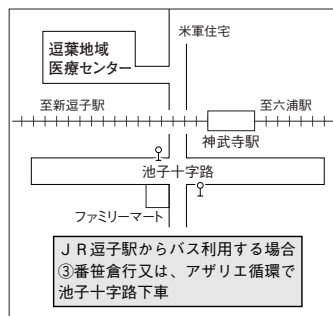 米軍住宅
逗葉地域
医療センター
至新逗子駅
至六浦駅
神武寺駅
池子十字路
ファミリーマート
ＪＲ逗子駅からバス利用する場合
③番笹倉行又は、アザリエ循環で
池子十字路下車